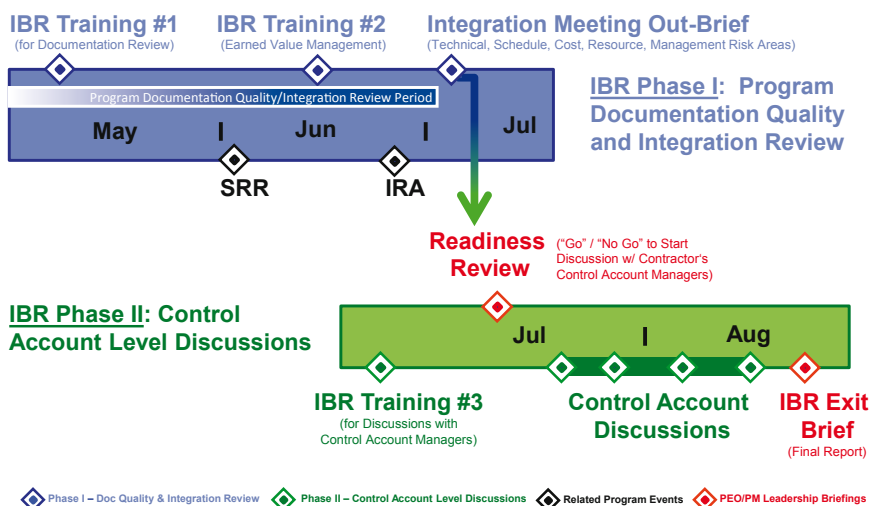 IBR Training #1
(for Documentation Review)
IBR Training #2
(Earned Value Management)
Integration Meeting Out-Brief
(Technical, Schedule, Cost, Resource, Management Risk Areas)
IBR Phase I: Program
Documentation Quality
and Integration Review
Program Documentation Quality/Integration Review Period
May I Jun I Jul
SRR
IRA
Readiness
Review
("Go" / "No Go" to Start
Discussion w/ Contractor's
Control Account Managers)
IBR Phase II: Control
Account Level Discussions
Jul I Aug
IBR Training #3
(for Discussions with
Control Account Managers)
Control Account
Discussions
IBR Exit
Brief
(Final Report)
Phase I – Doc Quality & Integration Review
Phase II – Control Account Level Discussions
Related Program Events
PEO/PM Leadership Briefings